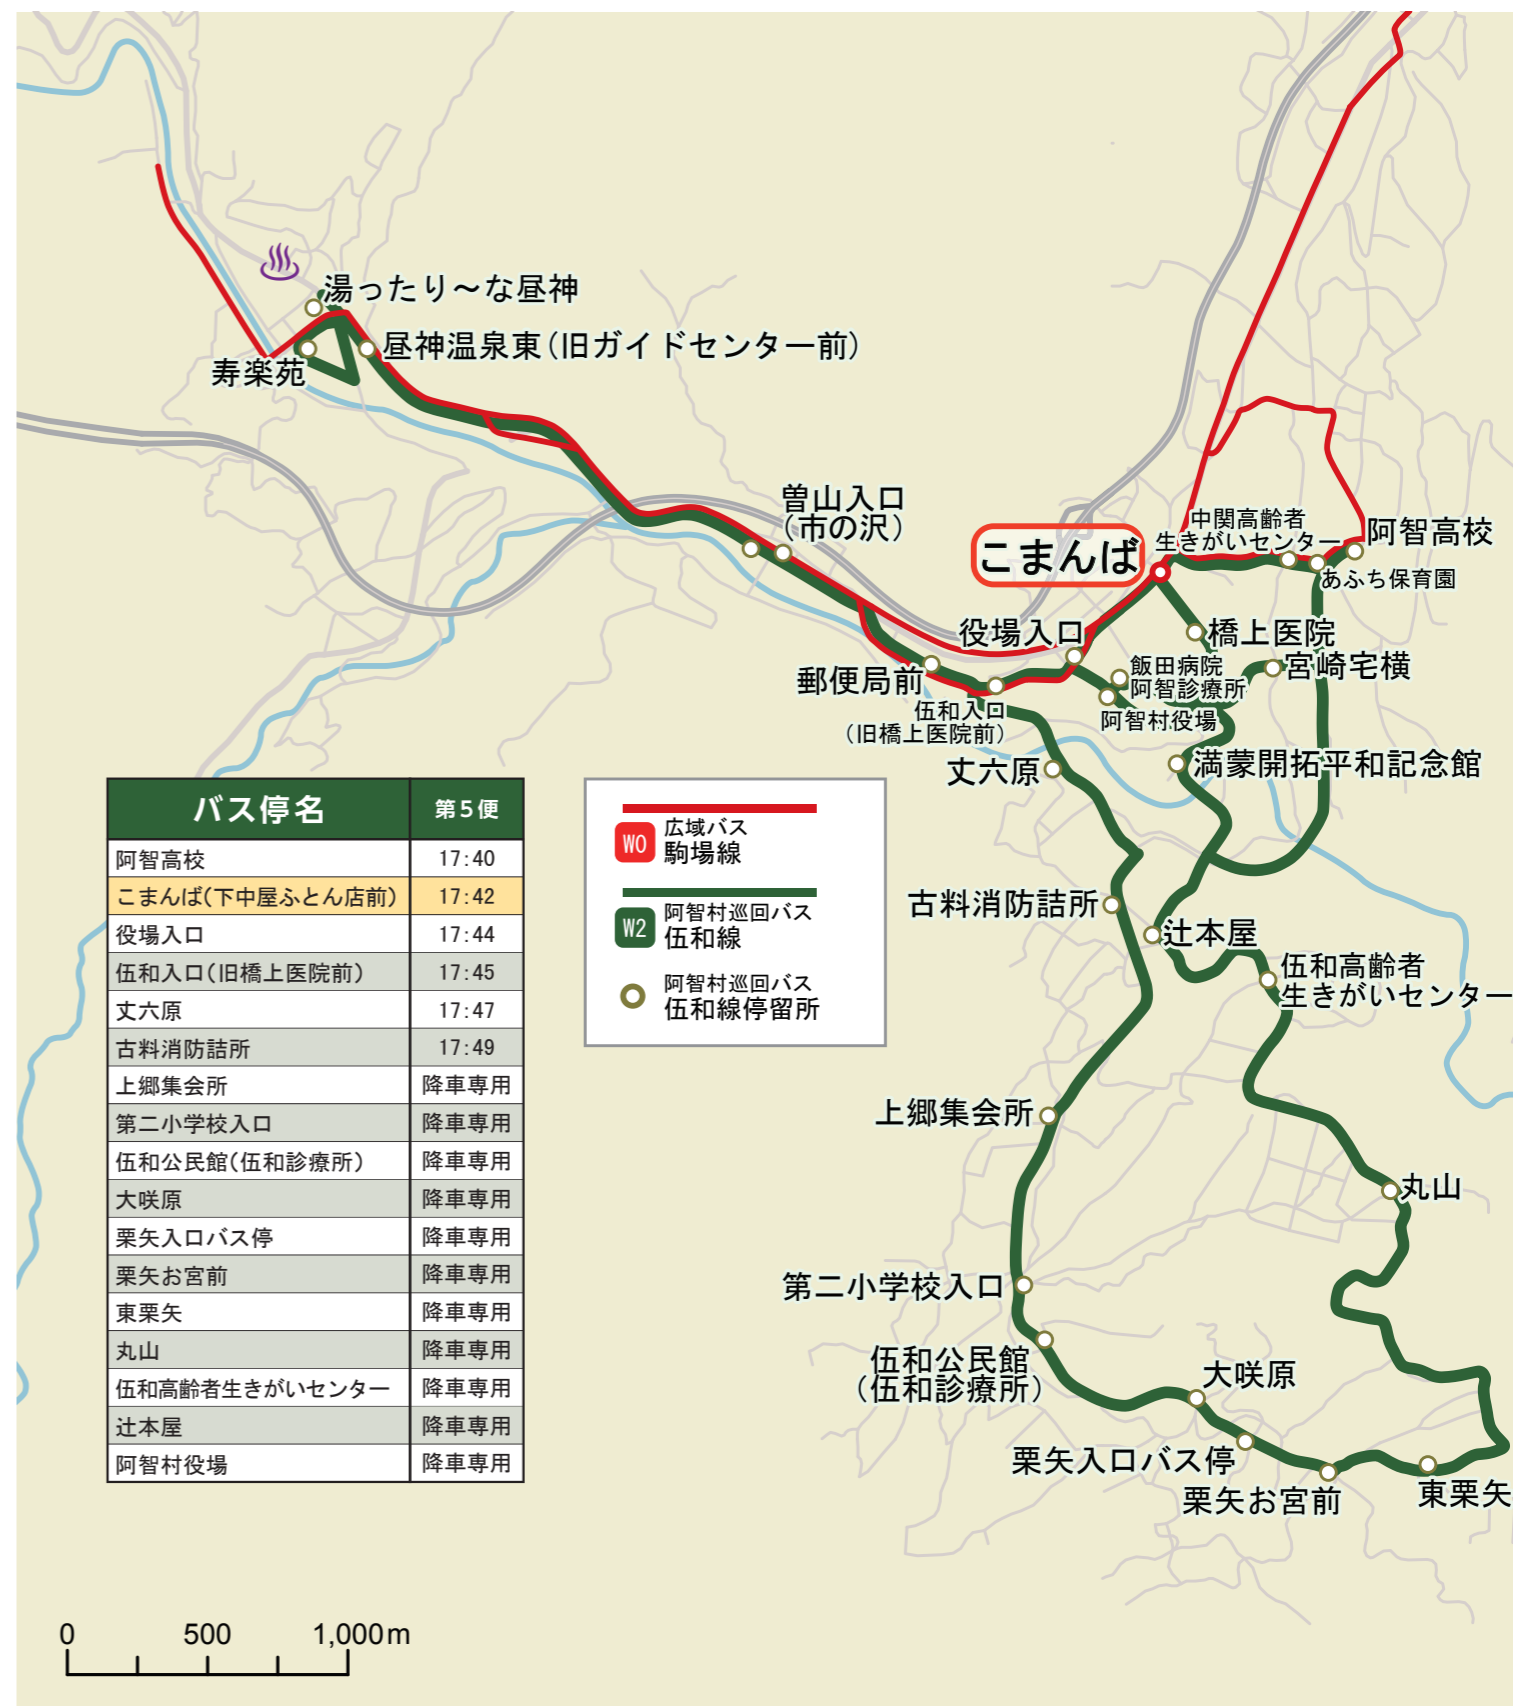 湯ったり～な昼神
昼神温泉東（旧ガイドセンター前）
寿楽苑
曽山入口
（市の沢）
こまんば
中関高齢者
生きがいセンター
阿智高校
あふち保育園
役場入口
橋上医院
飯田病院
阿智診療所
宮崎宅横
郵便局前
伍和入口
（旧橋上医院前）
阿智村役場
丈六原
満蒙開拓平和記念館
古料消防詰所
辻本屋
伍和高齢者
生きがいセンター
上郷集会所
丸山
第二小学校入口
伍和公民館
（伍和診療所）
大咲原
栗矢入口バス停
栗矢お宮前
東栗矢
バス停名 第５便
阿智高校 17:40
こまんば（下中屋ふとん店前） 17:42
役場入口 17:44
伍和入口（旧橋上医院前） 17:45
丈六原 17:47
古料消防詰所 17:49
上郷集会所 降車専用
第二小学校入口 降車専用
伍和公民館（伍和診療所） 降車専用
大咲原 降車専用
栗矢入口バス停 降車専用
栗矢お宮前 降車専用
東栗矢 降車専用
丸山 降車専用
伍和高齢者生きがいセンター 降車専用
辻本屋 降車専用
阿智村役場 降車専用
W0 広域バス
駒場線
W2 阿智村巡回バス
伍和線
阿智村巡回バス
伍和線停留所
0 500 1,000m